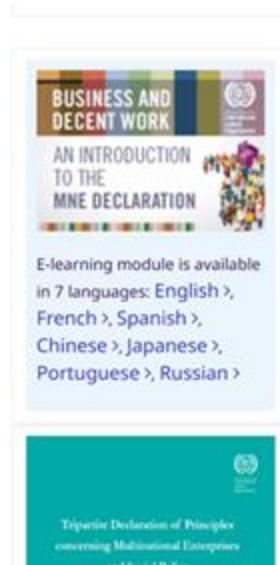 BUSINESS AND
DECENT WORK
AN INTRODUCTION
TO THE
MNE DECLARATION
E-learning module is available
in 7 languages: English >,
French >, Spanish >,
Chinese >, Japanese >,
Portuguese >, Russian >
Tripartite Declaration of Principles
concerning Multinational Enterprises